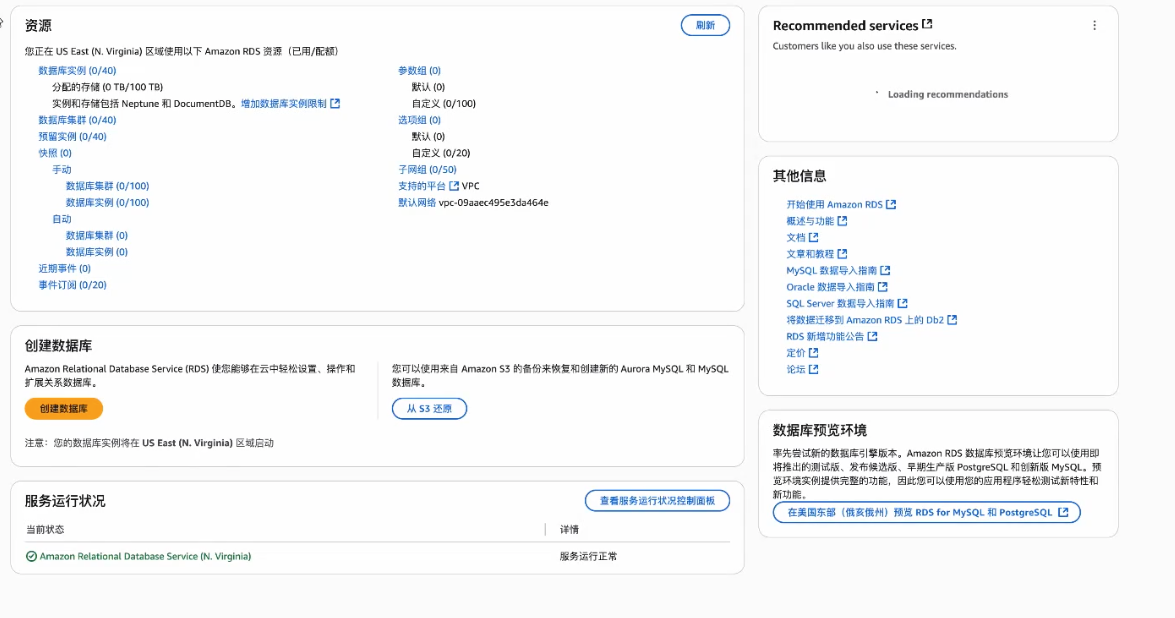 资源
刷新
您正在 US East (N. Virginia) 区域使用以下 Amazon RDS 资源（已用/配额）
数据库实例 (0/40)
分配的存储 (0 TB/100 TB)
实例和存储包括 Neptune 和 DocumentDB。增加数据库实例限制
数据库集群 (0/40)
预留实例 (0/40)
快照 (0)
手动
数据库集群 (0/100)
数据库实例 (0/100)
自动
数据库集群 (0)
数据库实例 (0)
近期事件 (0)
事件订阅 (0/20)
参数组 (0)
默认 (0)
自定义 (0/100)
选项组 (0)
默认 (0)
自定义 (0/20)
子网组 (0/50)
支持的平台 VPC
默认网络 vpc-09aaec495e3da464e
创建数据库
Amazon Relational Database Service (RDS) 使您能够在云中轻松设置、操作和
扩展关系数据库。
创建数据库
您可以使用来自 Amazon S3 的备份来恢复和创建新的 Aurora MySQL 和 MySQL
数据库。
从 S3 还原
注意：您的数据库实例将在 US East (N. Virginia) 区域启动
服务运行状况
查看服务运行状况控制面板
当前状态
详情
Amazon Relational Database Service (N. Virginia)
服务运行正常
Recommended services
Customers like you also use these services.
Loading recommendations
其他信息
开始使用 Amazon RDS
概述与功能
文档
文章和教程
MySQL 数据导入指南
Oracle 数据导入指南
SQL Server 数据导入指南
将数据迁移到 Amazon RDS 上的 Db2
RDS 新增功能公告
定价
论坛
数据库预览环境
率先尝试新的数据库引擎版本。Amazon RDS 数据库预览环境让您可以使用即
将推出的测试版、发布候选版、早期生产版 PostgreSQL 和创新版 MySQL。预
览环境实例提供完整的功能，因此您可以使用您的应用程序轻松测试新特性和
新功能。
在美国东部（俄亥俄州）预览 RDS for MySQL 和 PostgreSQL